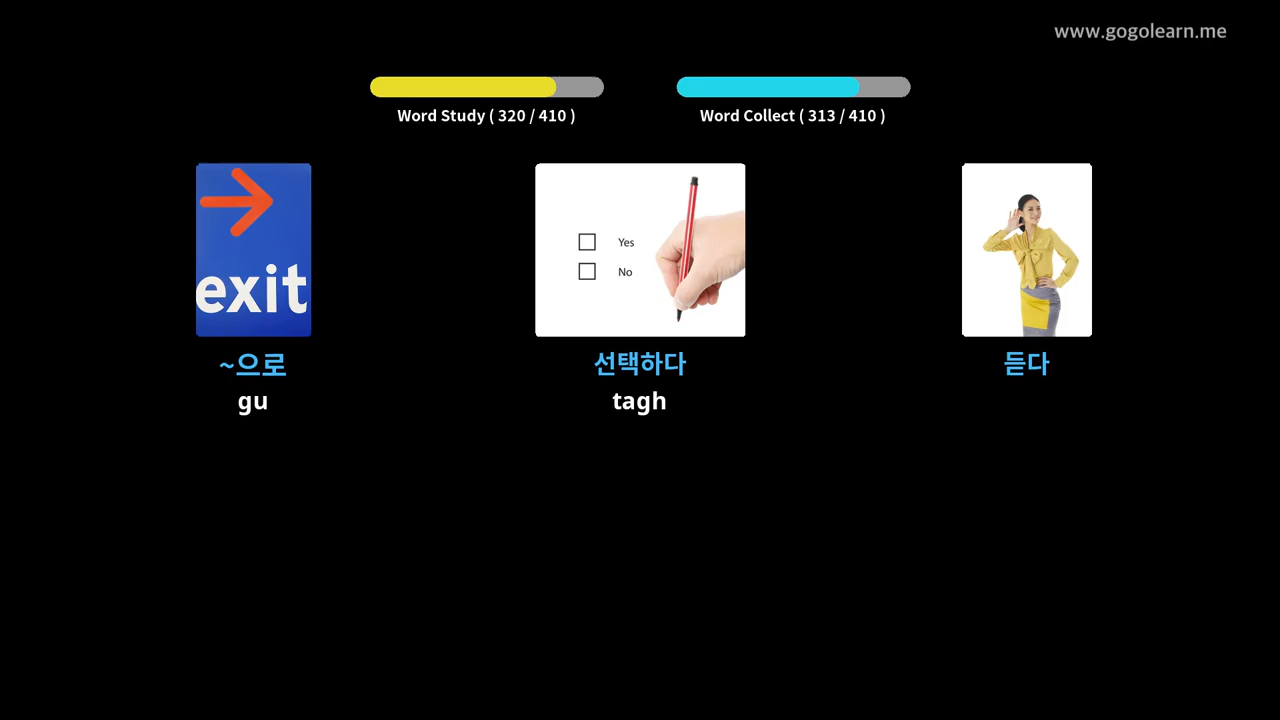 www.gogolearn.me
Word Study ( 320 / 410 )
Word Collect ( 313 / 410 )
exit
Yes
No
~으로
선택하다
듣다
gu
tagh